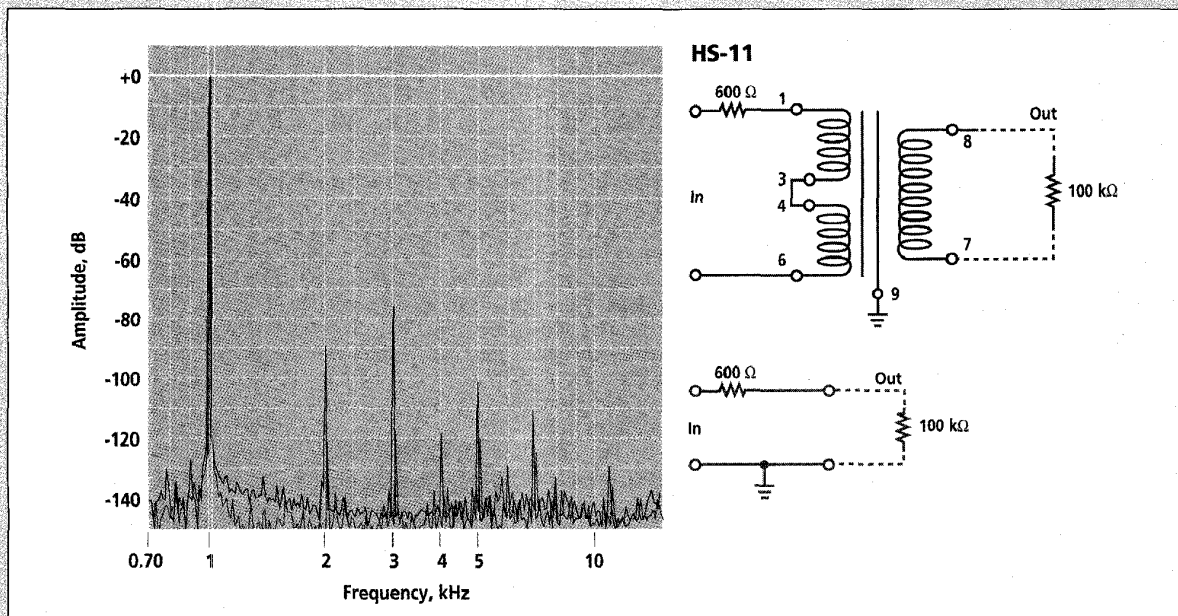 +0
-20
-40
-60
-80
-100
-120
-140
Amplitude, dB
0.70
1
2
3
4
5
10
Frequency, kHz
HS-11
600 Ω
1
3
4
6
In
Out
8
7
9
100 kΩ
600 Ω
In
Out
100 kΩ